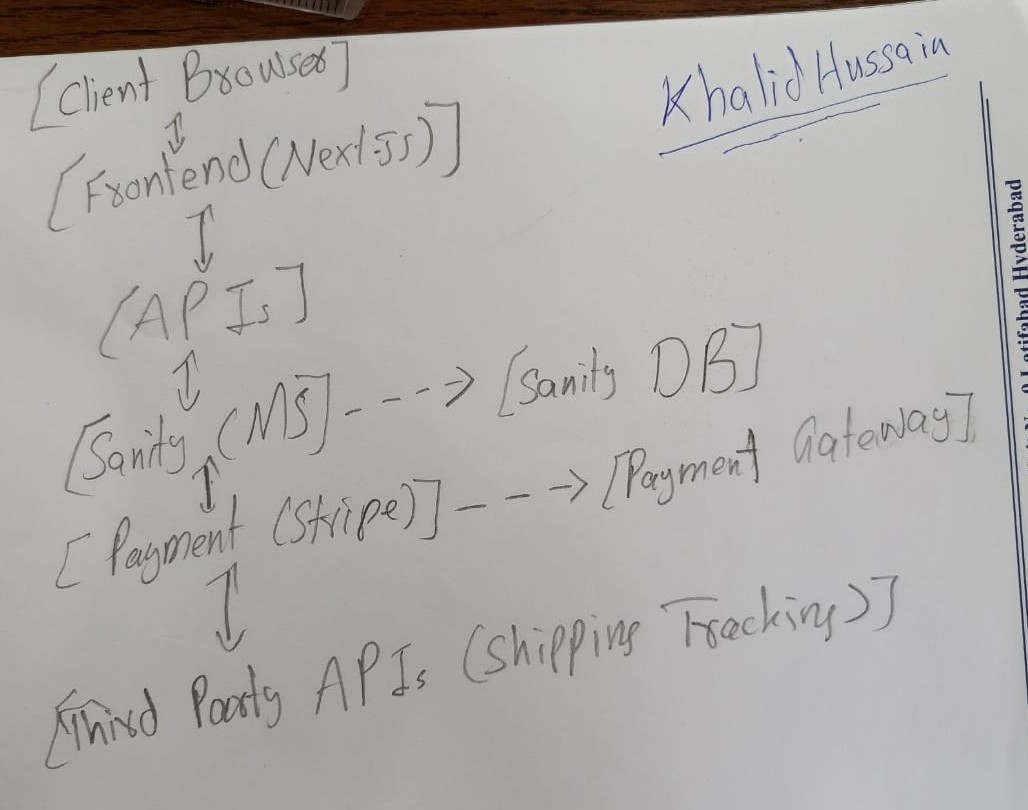 [Client Browser]
Khalid Hussain
[Frontend (Next JS)]
[APIs]
[Sanity CMS] ----> [Sanity DB]
[Payment (Stripe)] ---> [Payment Gateway]
[Third Party APIs (Shipping Tracking)]
Latifabad Hyderabad